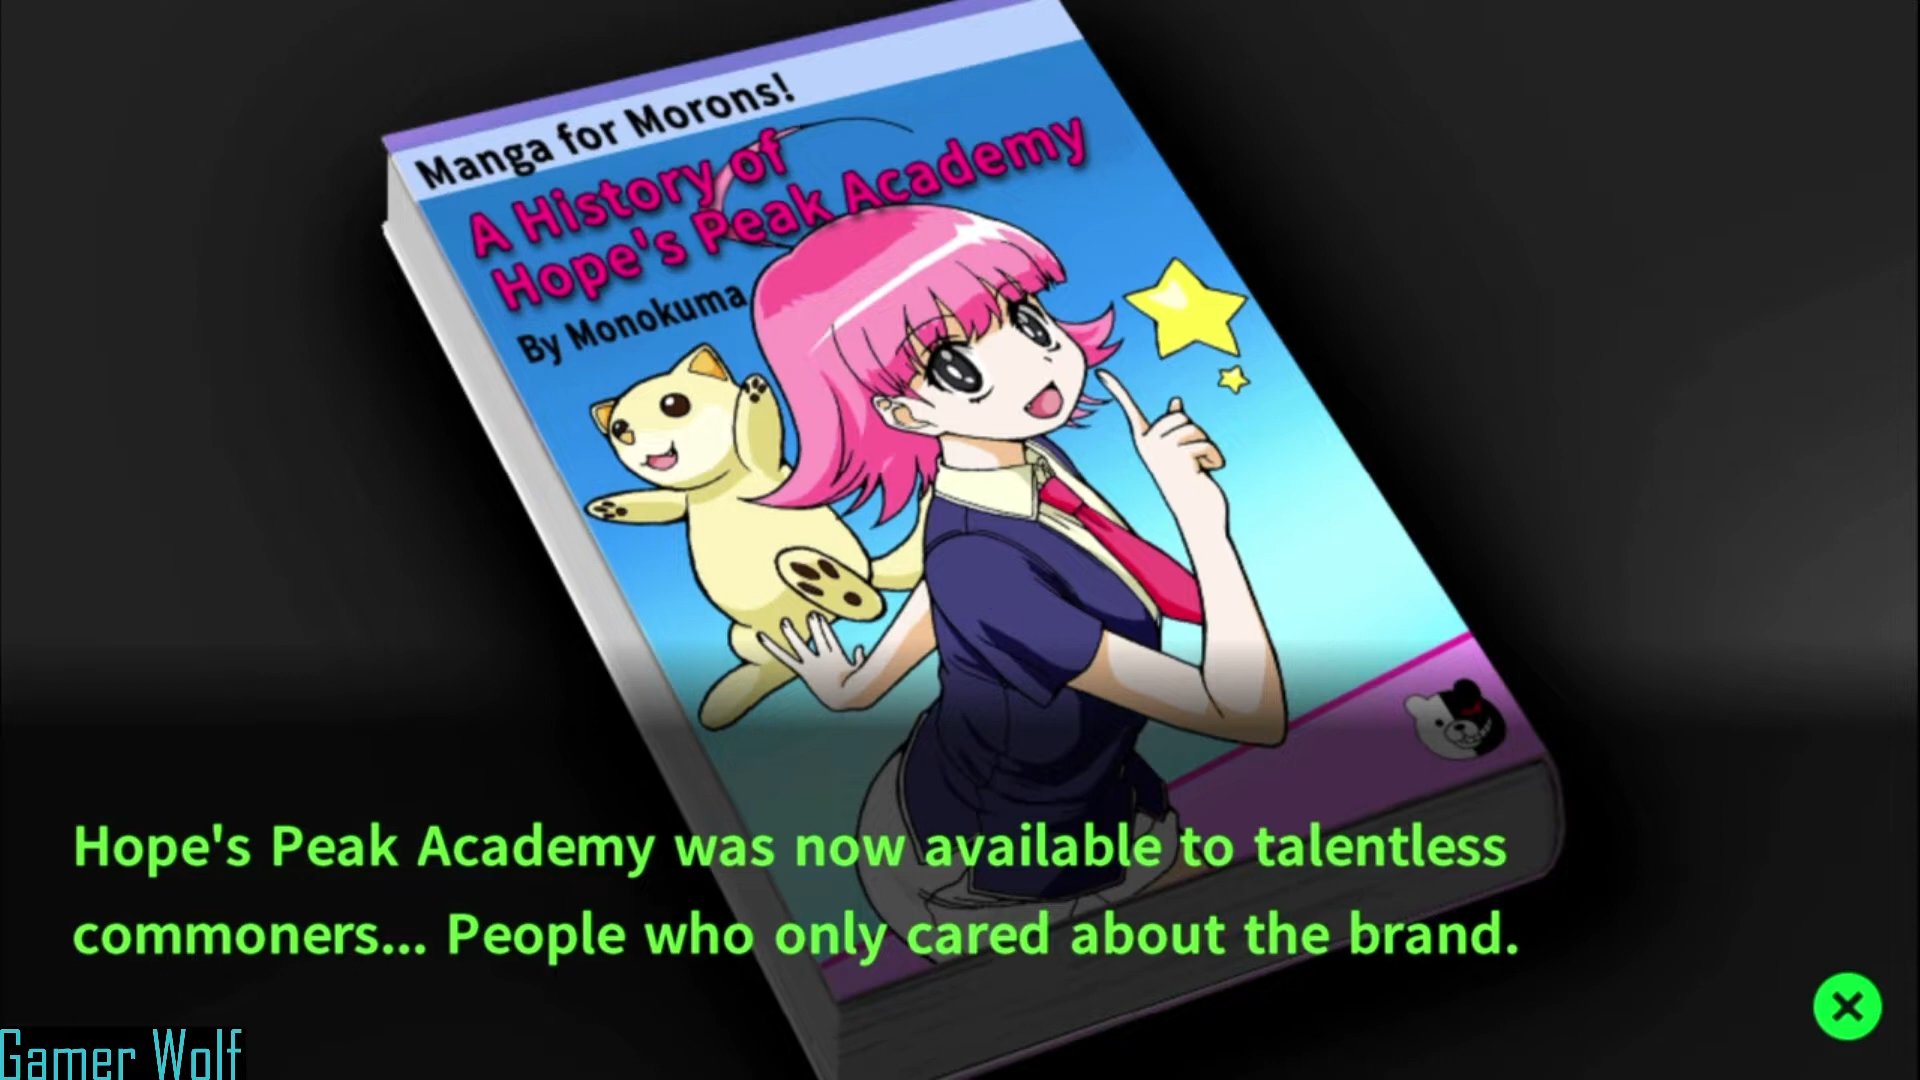 Manga for Morons!
A History of
Hope's Peak Academy
By Monokuma
Hope's Peak Academy was now available to talentless
commoners... People who only cared about the brand.
Gamer Wolf